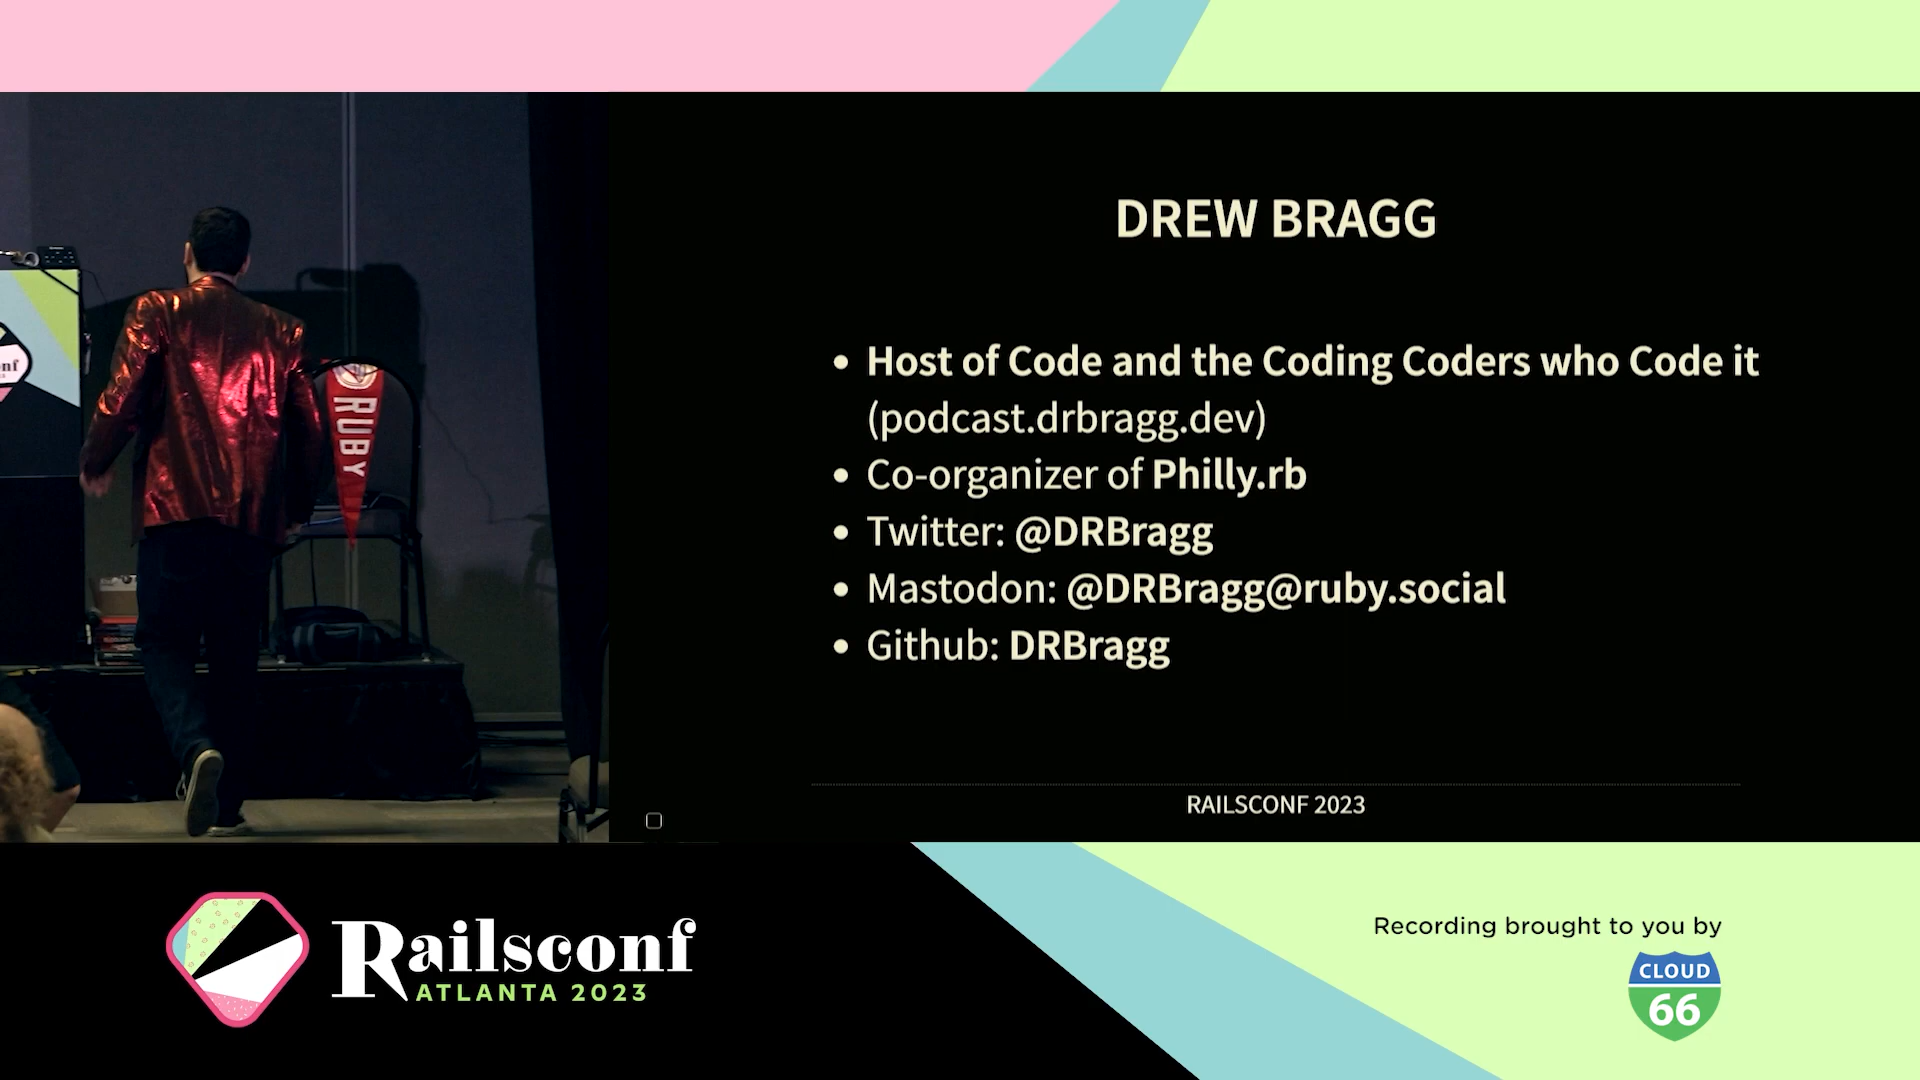 DREW BRAGG
• Host of Code and the Coding Coders who Code it
(podcast.drbragg.dev)
• Co-organizer of Philly.rb
• Twitter: @DRBragg
• Mastodon: @DRBragg@ruby.social
• Github: DRBragg
RAILSCONF 2023
RUBY
Railsconf
ATLANTA 2023
Recording brought to you by
CLOUD
66